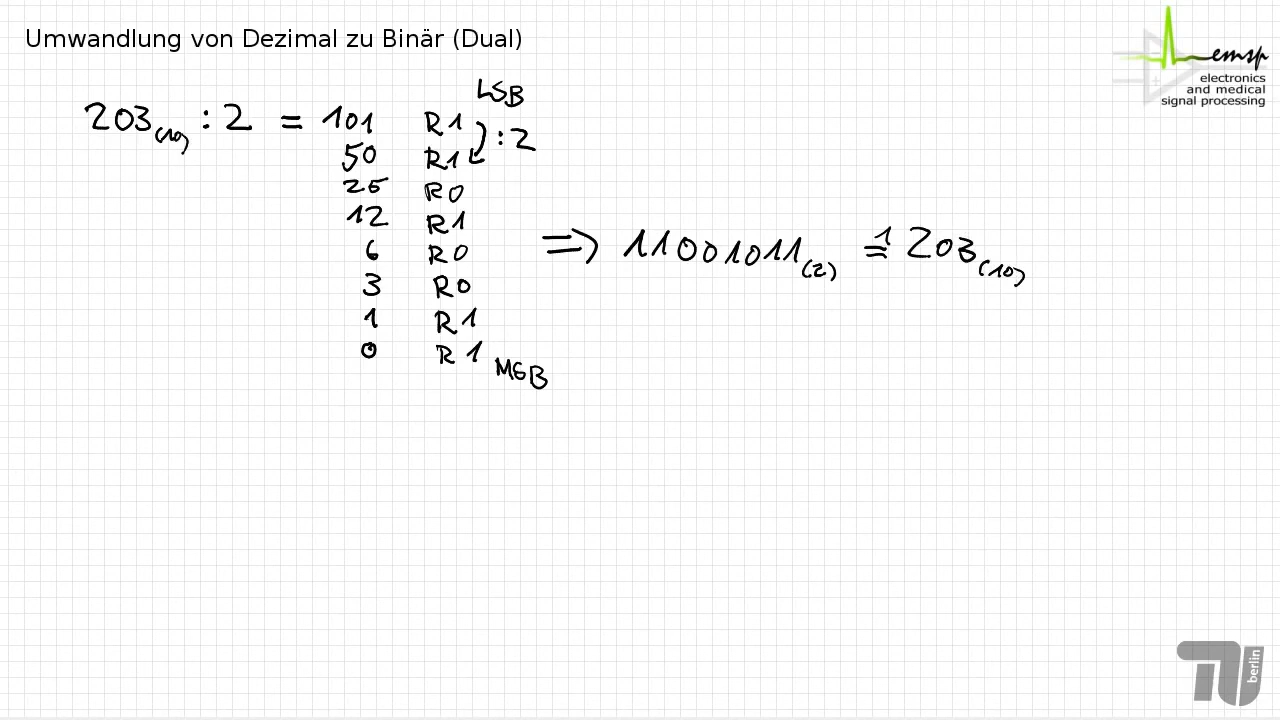 Umwandlung von Dezimal zu Binär (Dual)
emsp
electronics
and medical
signal processing
LSB
203(10) : 2 = 101 R1
50 R1 : 2
25 R0
12 R1
6 R0
3 R0
1 R1
0 R1 MSB
⇒ 11001011(2) ≙ 203(10)
TU berlin